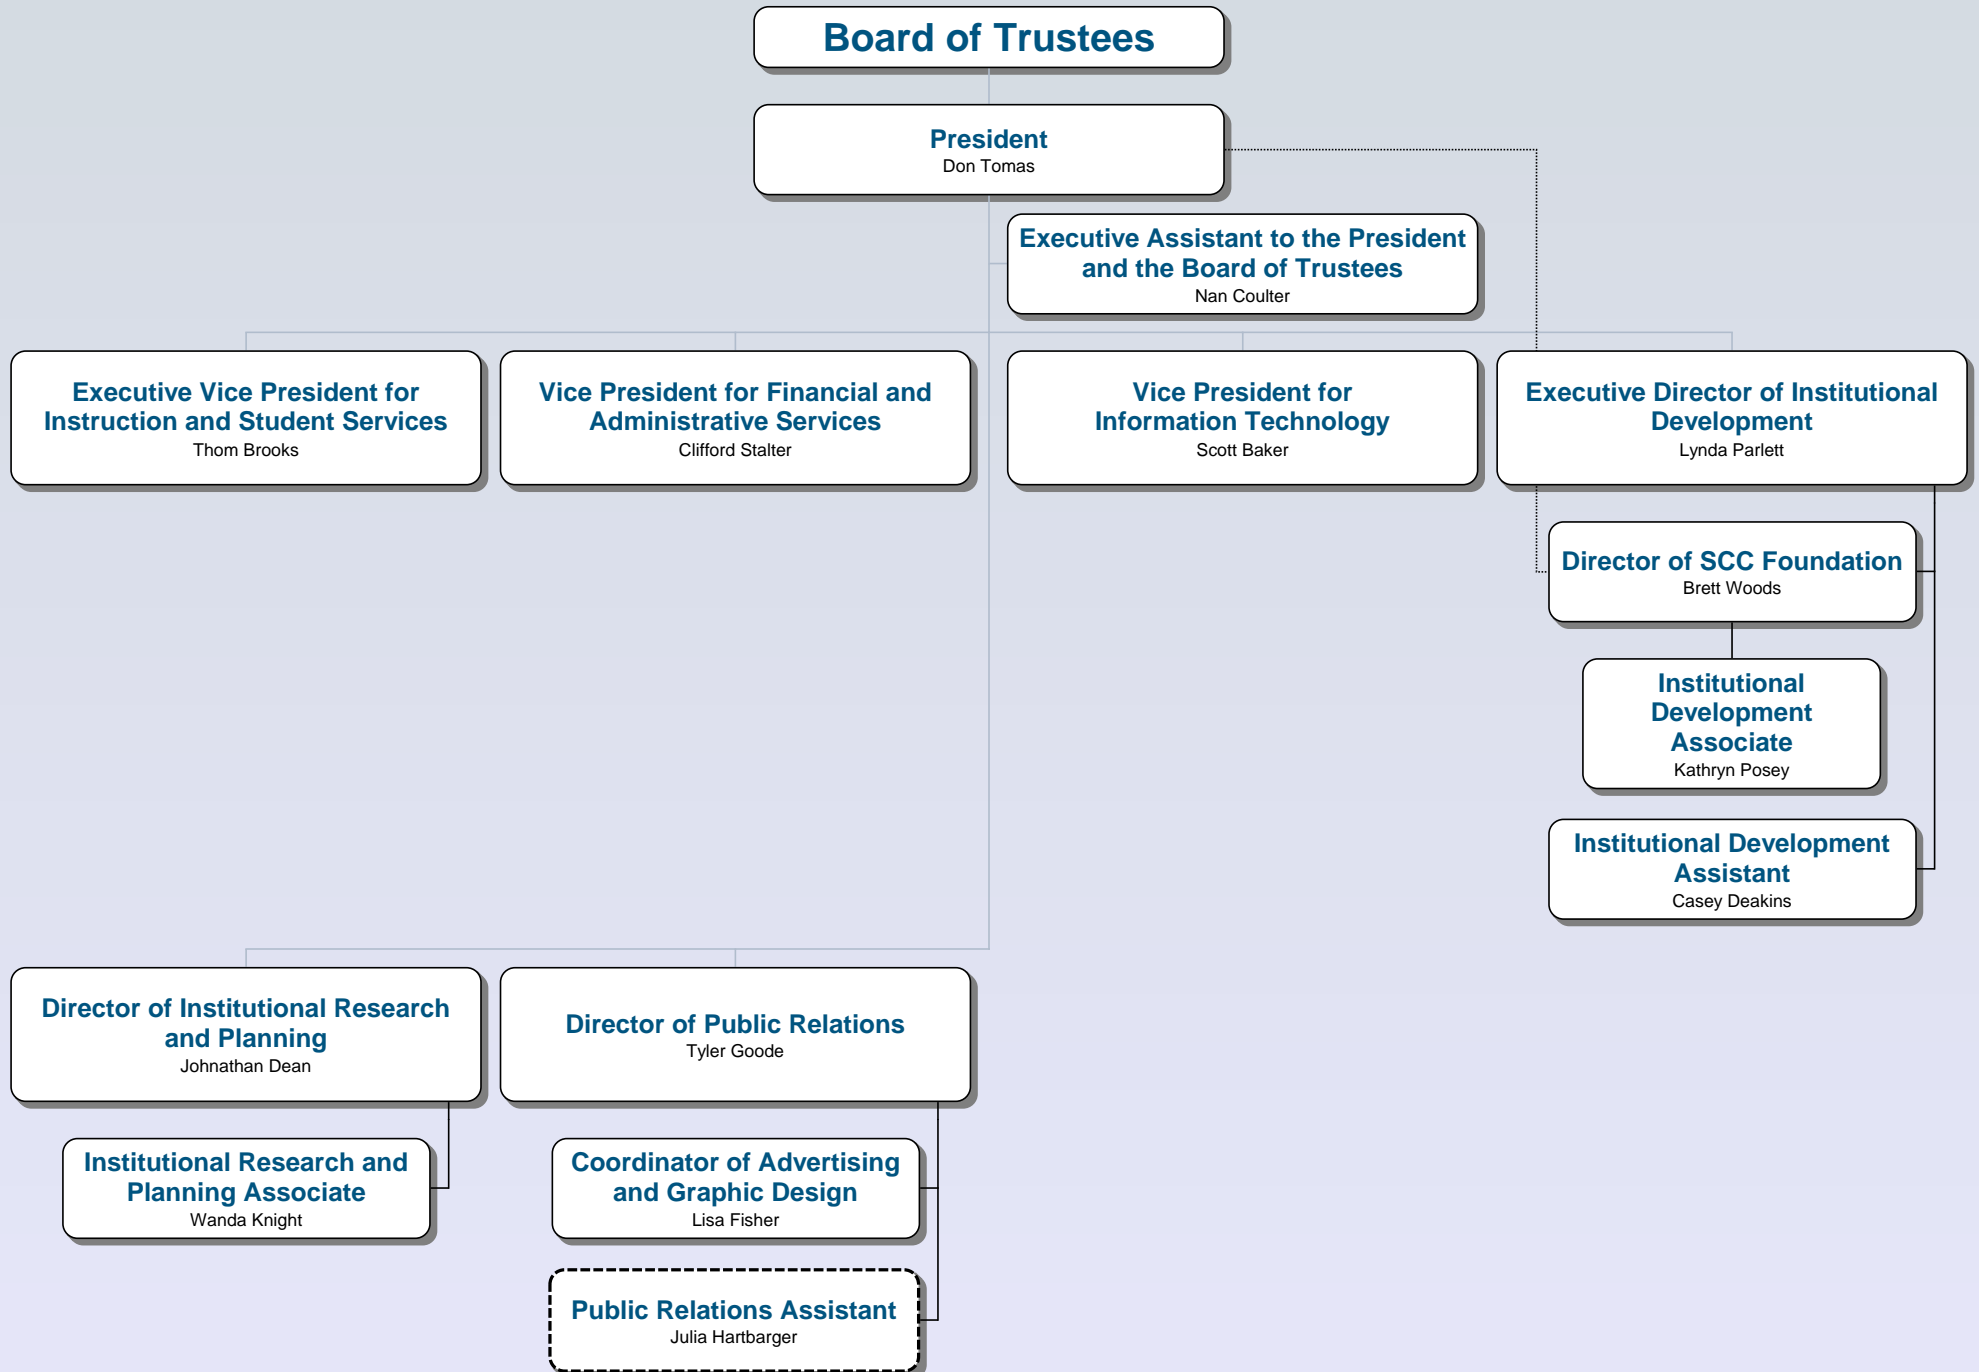 Board of Trustees
President
Don Tomas
Executive Assistant to the President
and the Board of Trustees
Nan Coulter
Executive Vice President for
Instruction and Student Services
Thom Brooks
Vice President for Financial and
Administrative Services
Clifford Stalter
Vice President for
Information Technology
Scott Baker
Executive Director of Institutional
Development
Lynda Parlett
Director of SCC Foundation
Brett Woods
Institutional
Development
Associate
Kathryn Posey
Institutional Development
Assistant
Casey Deakins
Director of Institutional Research
and Planning
Johnathan Dean
Director of Public Relations
Tyler Goode
Institutional Research and
Planning Associate
Wanda Knight
Coordinator of Advertising
and Graphic Design
Lisa Fisher
Public Relations Assistant
Julia Hartbarger